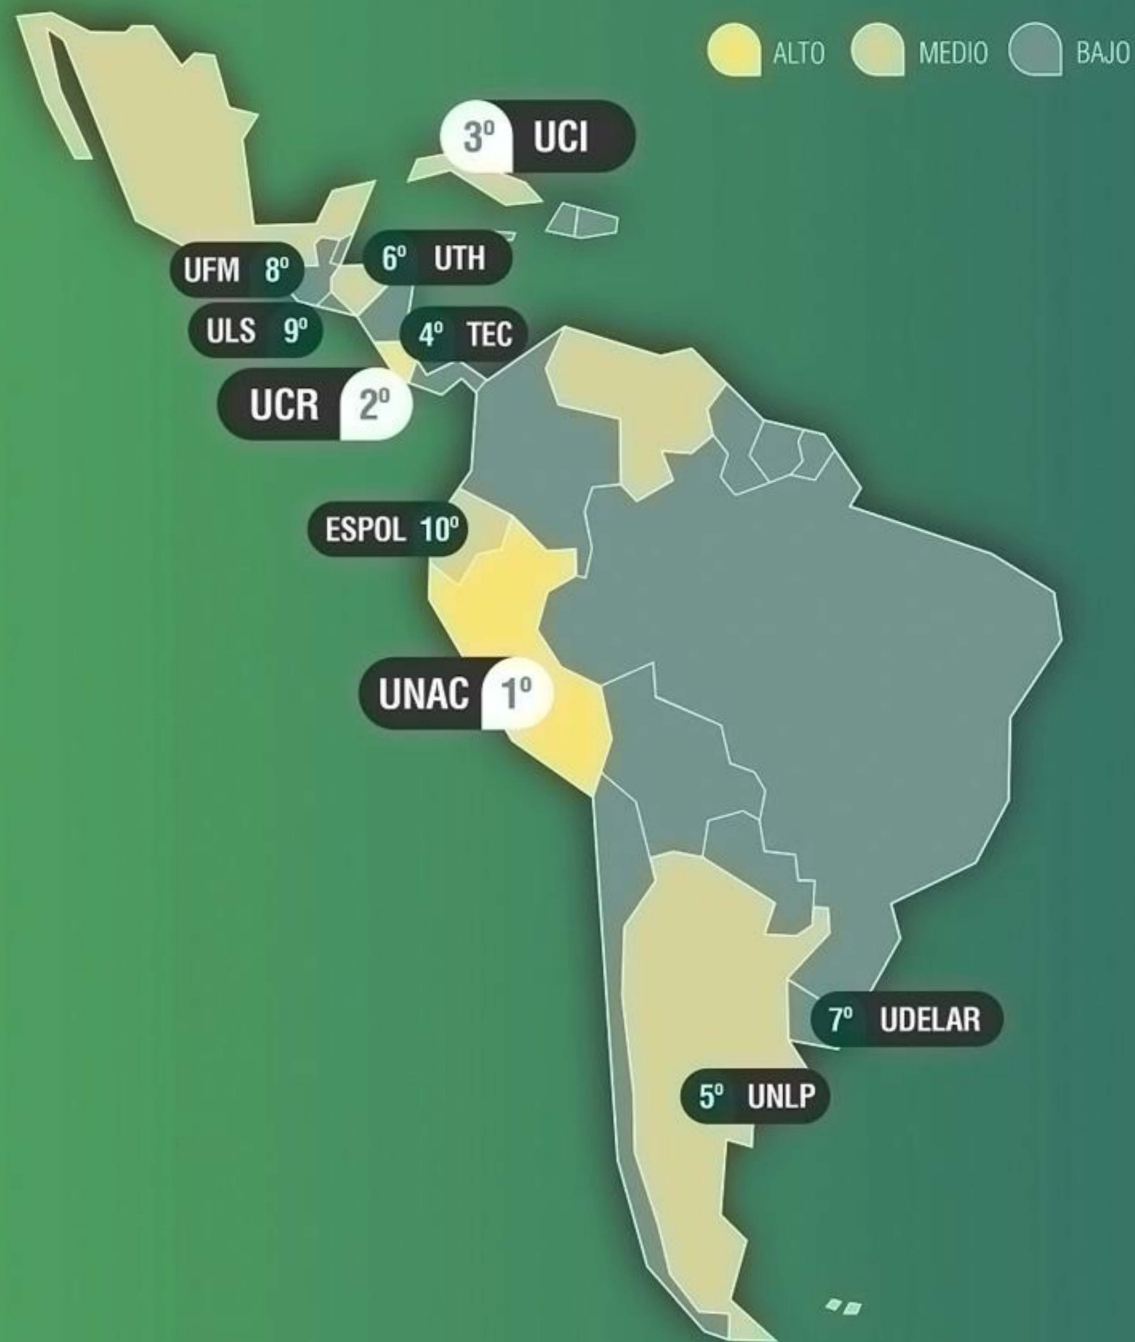 ALTO MEDIO BAJO
3º UCI
UFM 8º
6º UTH
ULS 9º
4º TEC
UCR 2º
ESPOL 10º
UNAC 1º
7º UDELAR
5º UNLP